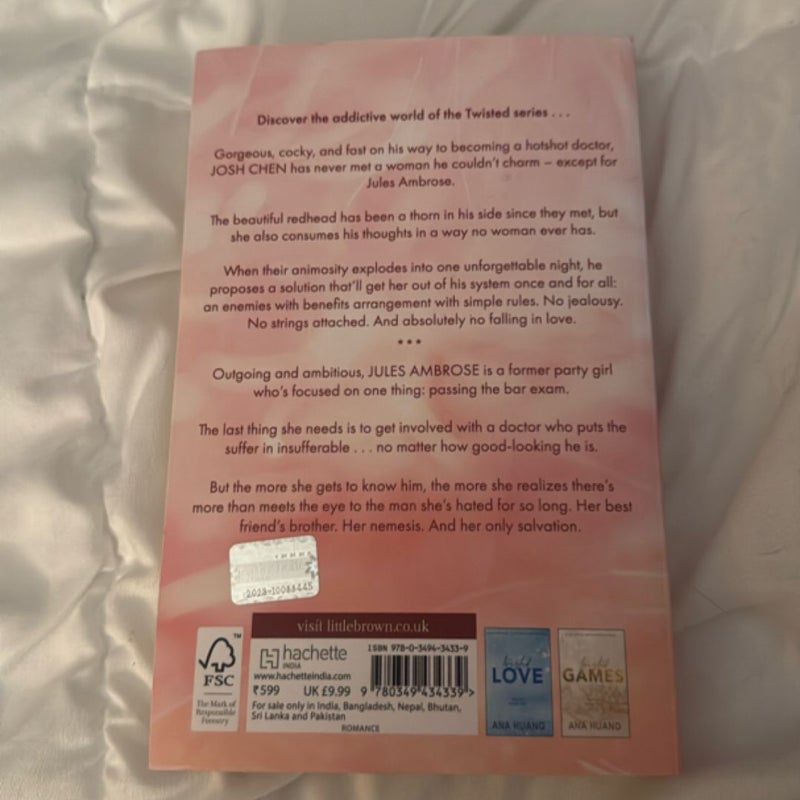 Discover the addictive world of the Twisted series . . .
Gorgeous, cocky, and fast on his way to becoming a hotshot doctor,
JOSH CHEN has never met a woman he couldn't charm – except for
Jules Ambrose.
The beautiful redhead has been a thorn in his side since they met, but
she also consumes his thoughts in a way no woman ever has.
When their animosity explodes into one unforgettable night, he
proposes a solution that'll get her out of his system once and for all:
an enemies with benefits arrangement with simple rules. No jealousy.
No strings attached. And absolutely no falling in love.
***
Outgoing and ambitious, JULES AMBROSE is a former party girl
who's focused on one thing: passing the bar exam.
The last thing she needs is to get involved with a doctor who puts the
suffer in insufferable . . . no matter how good-looking he is.
But the more she gets to know him, the more she realizes there's
more than meets the eye to the man she's hated for so long. Her best
friend's brother. Her nemesis. And her only salvation.
visit littlebrown.co.uk
TM
FSC
The Mark of
Responsible
Forestry
hachette
INDIA
www.hachetteindia.com
₹599 UK £9.99
ISBN 978-0-3494-3433-9
9 780349 434339 >
For sale only in India, Bangladesh, Nepal, Bhutan,
Sri Lanka and Pakistan
ROMANCE
twisted
LOVE
ANA HUANG
twisted
GAMES
ANA HUANG